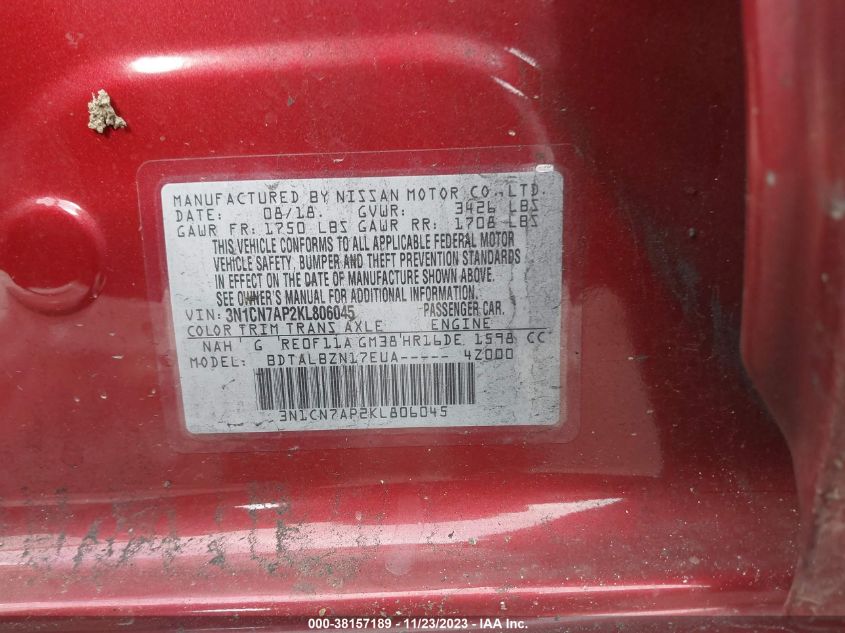 MANUFACTURED BY NISSAN MOTOR CO., LTD.
DATE: 08/18. GVWR: 3426 LBS
GAWR FR: 1750 LBS GAWR RR: 1708 LBS
THIS VEHICLE CONFORMS TO ALL APPLICABLE FEDERAL MOTOR
VEHICLE SAFETY, BUMPER AND THEFT PREVENTION STANDARDS
IN EFFECT ON THE DATE OF MANUFACTURE SHOWN ABOVE.
SEE OWNER'S MANUAL FOR ADDITIONAL INFORMATION.
VIN: 3N1CN7AP2KL806045 PASSENGER CAR.
COLOR TRIM TRANS AXLE ENGINE
NAH G RE0F11A GM38 HR16DE 1598 CC
MODEL: BDTALBZN17EUA----- 4Z000
3N1CN7AP2KL806045
000-38157189 - 11/23/2023 - IAA Inc.